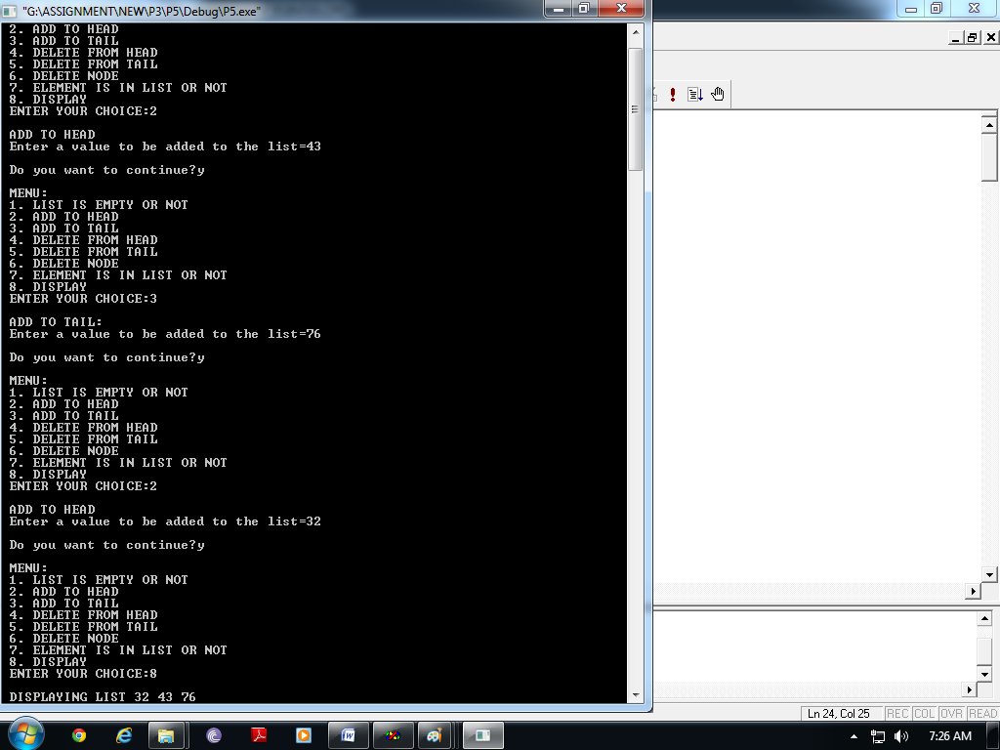 "G:\ASSIGNMENT\NEW\P3\P5\Debug\P5.exe"
2. ADD TO HEAD
3. ADD TO TAIL
4. DELETE FROM HEAD
5. DELETE FROM TAIL
6. DELETE NODE
7. ELEMENT IS IN LIST OR NOT
8. DISPLAY
ENTER YOUR CHOICE:2
ADD TO HEAD
Enter a value to be added to the list=43
Do you want to continue?y
MENU:
1. LIST IS EMPTY OR NOT
2. ADD TO HEAD
3. ADD TO TAIL
4. DELETE FROM HEAD
5. DELETE FROM TAIL
6. DELETE NODE
7. ELEMENT IS IN LIST OR NOT
8. DISPLAY
ENTER YOUR CHOICE:3
ADD TO TAIL:
Enter a value to be added to the list=76
Do you want to continue?y
MENU:
1. LIST IS EMPTY OR NOT
2. ADD TO HEAD
3. ADD TO TAIL
4. DELETE FROM HEAD
5. DELETE FROM TAIL
6. DELETE NODE
7. ELEMENT IS IN LIST OR NOT
8. DISPLAY
ENTER YOUR CHOICE:2
ADD TO HEAD
Enter a value to be added to the list=32
Do you want to continue?y
MENU:
1. LIST IS EMPTY OR NOT
2. ADD TO HEAD
3. ADD TO TAIL
4. DELETE FROM HEAD
5. DELETE FROM TAIL
6. DELETE NODE
7. ELEMENT IS IN LIST OR NOT
8. DISPLAY
ENTER YOUR CHOICE:8
DISPLAYING LIST 32 43 76
Ln 24, Col 25 REC COL OVR READ
7:26 AM